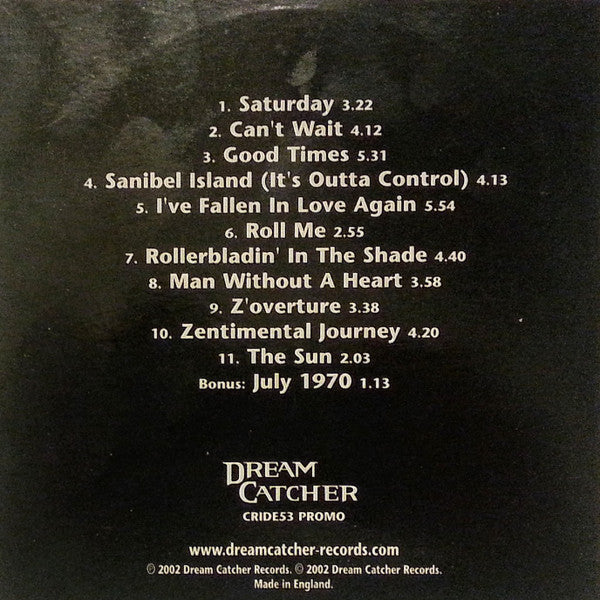 1. Saturday 3.22
2. Can't Wait 4.12
3. Good Times 5.31
4. Sanibel Island (It's Outta Control) 4.13
5. I've Fallen In Love Again 5.54
6. Roll Me 2.55
7. Rollerbladin' In The Shade 4.40
8. Man Without A Heart 3.58
9. Z'overture 3.38
10. Zentimental Journey 4.20
11. The Sun 2.03
Bonus: July 1970 1.13
DREAM
CATCHER
CRIDE53 PROMO
www.dreamcatcher-records.com
℗ 2002 Dream Catcher Records. © 2002 Dream Catcher Records.
Made in England.